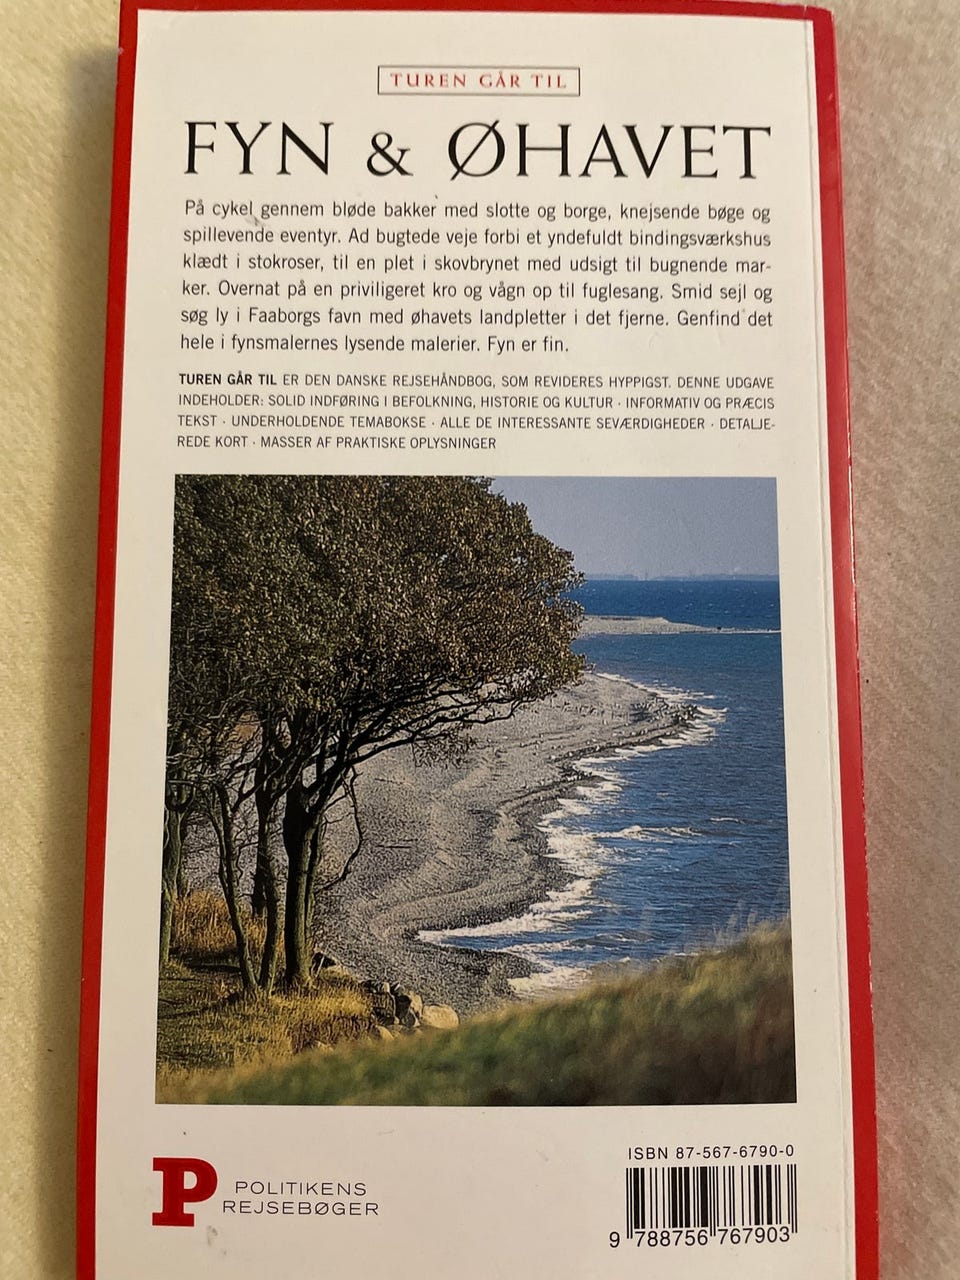 TUREN GÅR TIL
FYN & ØHAVET
På cykel gennem bløde bakker med slotte og borge, knejsende bøge og
spillevende eventyr. Ad bugtede veje forbi et yndefuldt bindingsværkshus
klædt i stokroser, til en plet i skovbrynet med udsigt til bugnende mar-
ker. Overnat på en priviligeret kro og vågn op til fuglesang. Smid sejl og
søg ly i Faaborgs favn med øhavets landpletter i det fjerne. Genfind det
hele i fynsmalernes lysende malerier. Fyn er fin.
TUREN GÅR TIL ER DEN DANSKE REJSEHÅNDBOG, SOM REVIDERES HYPPIGST. DENNE UDGAVE
INDEHOLDER: SOLID INDFØRING I BEFOLKNING, HISTORIE OG KULTUR · INFORMATIV OG PRÆCIS
TEKST · UNDERHOLDENDE TEMABOKSE · ALLE DE INTERESSANTE SEVÆRDIGHEDER · DETALJE-
REDE KORT · MASSER AF PRAKTISKE OPLYSNINGER
P POLITIKENS
REJSEBØGER
ISBN 87-567-6790-0
9 788756 767903